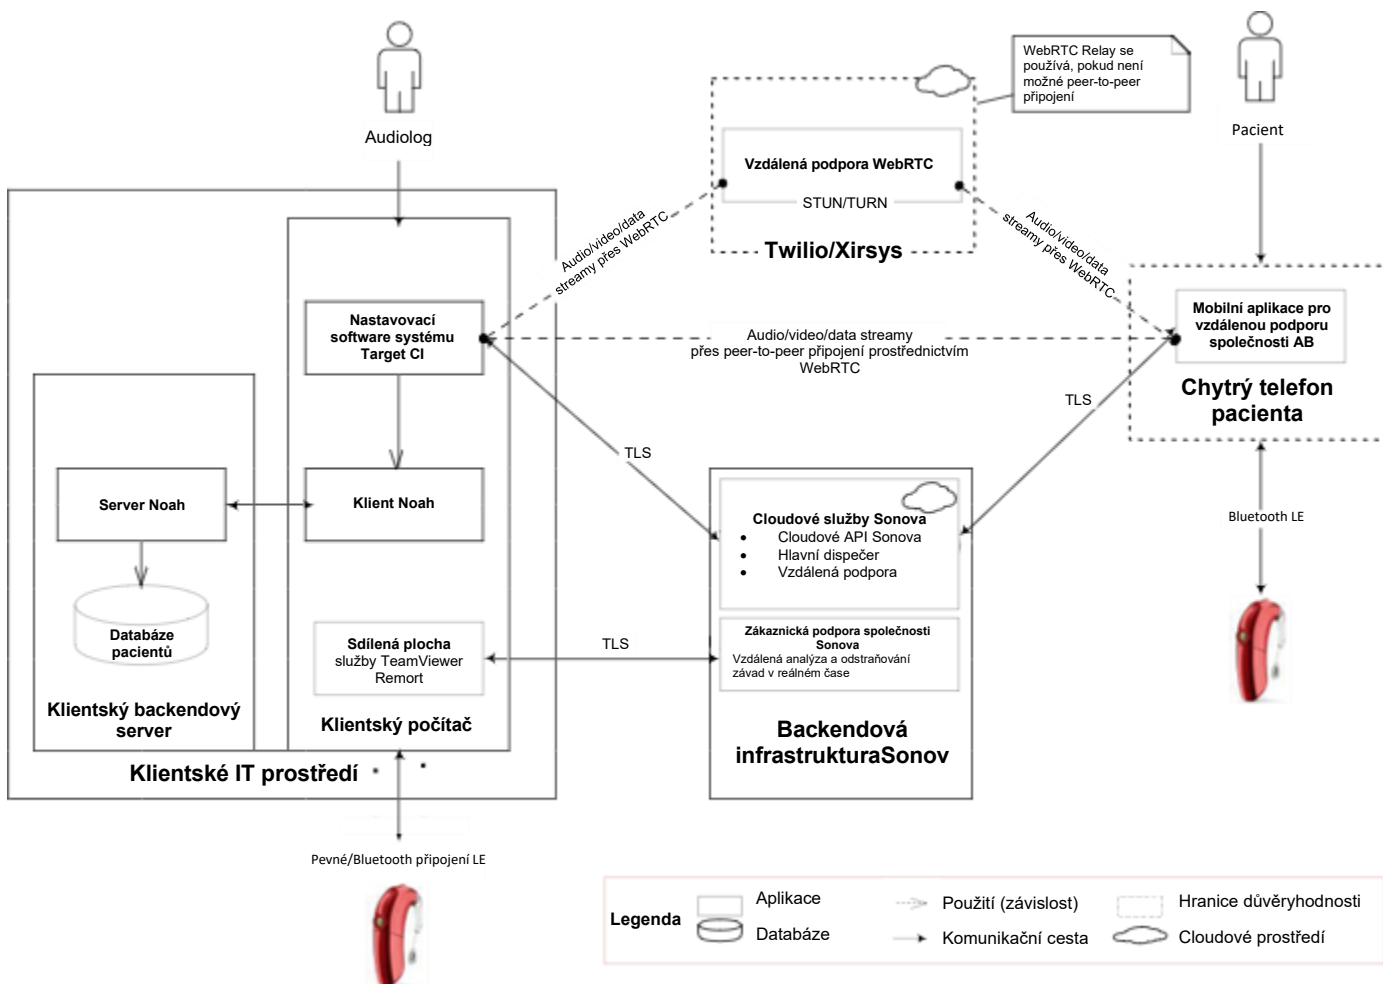 WebRTC Relay se
používá, pokud není
možné peer-to-peer
připojení
Audiolog
Pacient
Vzdálená podpora WebRTC
STUN/TURN
Twilio/Xirsys
Audio/video/data
streamy přes WebRTC
Audio/video/data
streamy přes WebRTC
Nastavovací
software systému
Target CI
Audio/video/data streamy
přes peer-to-peer připojení prostřednictvím
WebRTC
Mobilní aplikace pro
vzdálenou podporu
společnosti AB
Chytrý telefon
pacienta
TLS
TLS
Server Noah
Klient Noah
Cloudové služby Sonova
• Cloudové API Sonova
• Hlavní dispečer
• Vzdálená podpora
Bluetooth LE
Databáze
pacientů
Sdílená plocha
služby TeamViewer
Remort
TLS
Zákaznická podpora společnosti
Sonova
Vzdálená analýza a odstraňování
závad v reálném čase
Klientský backendový
server
Klientský počítač
Backendová
infrastrukturaSonov
Klientské IT prostředí
Pevné/Bluetooth připojení LE
Legenda
Aplikace
Databáze
Použití (závislost)
Komunikační cesta
Hranice důvěryhodnosti
Cloudové prostředí